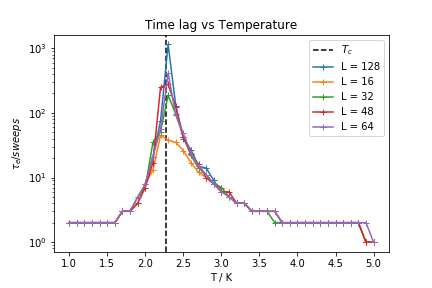 Time lag vs Temperature
10³
10²
10¹
10⁰
τₑ/sweeps
T_c
L = 128
L = 16
L = 32
L = 48
L = 64
1.0 1.5 2.0 2.5 3.0 3.5 4.0 4.5 5.0
T / K